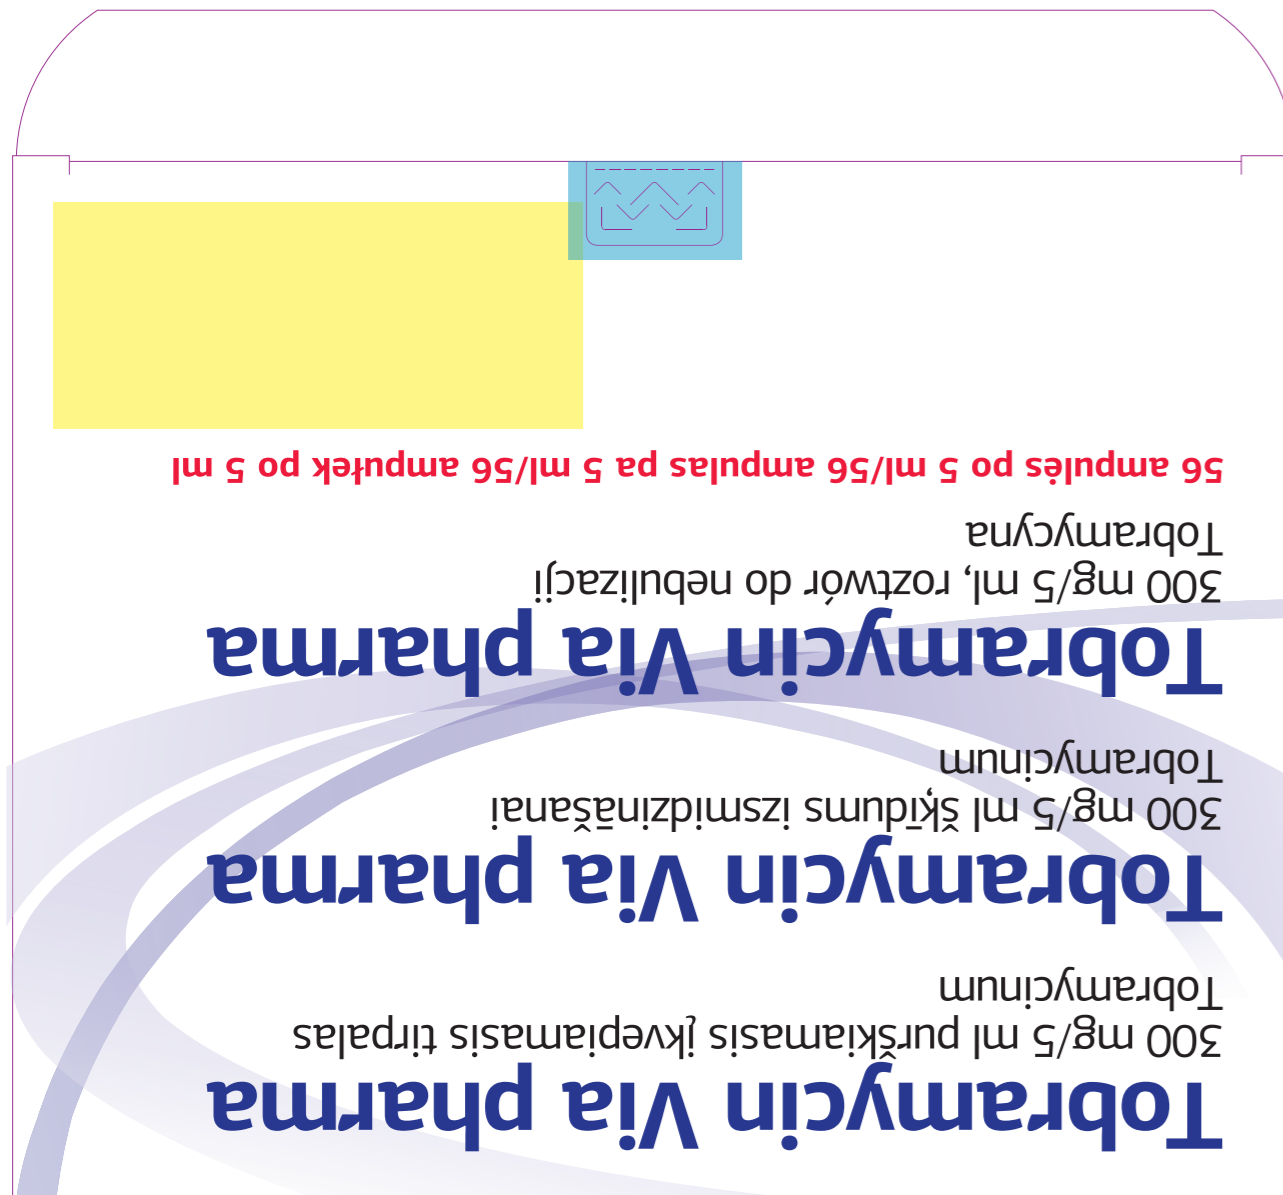 Tobramycin Via pharma
300 mg/5 ml purškiamasis įkvepiamasis tirpalas
Tobramycinum
Tobramycin Via pharma
300 mg/5 ml šķīdums izsmidzināšanai
Tobramycinum
Tobramycin Via pharma
300 mg/5 ml, roztwór do nebulizacji
Tobramycyna
56 ampulės po 5 ml/56 ampulas pa 5 ml/56 ampułek po 5 ml